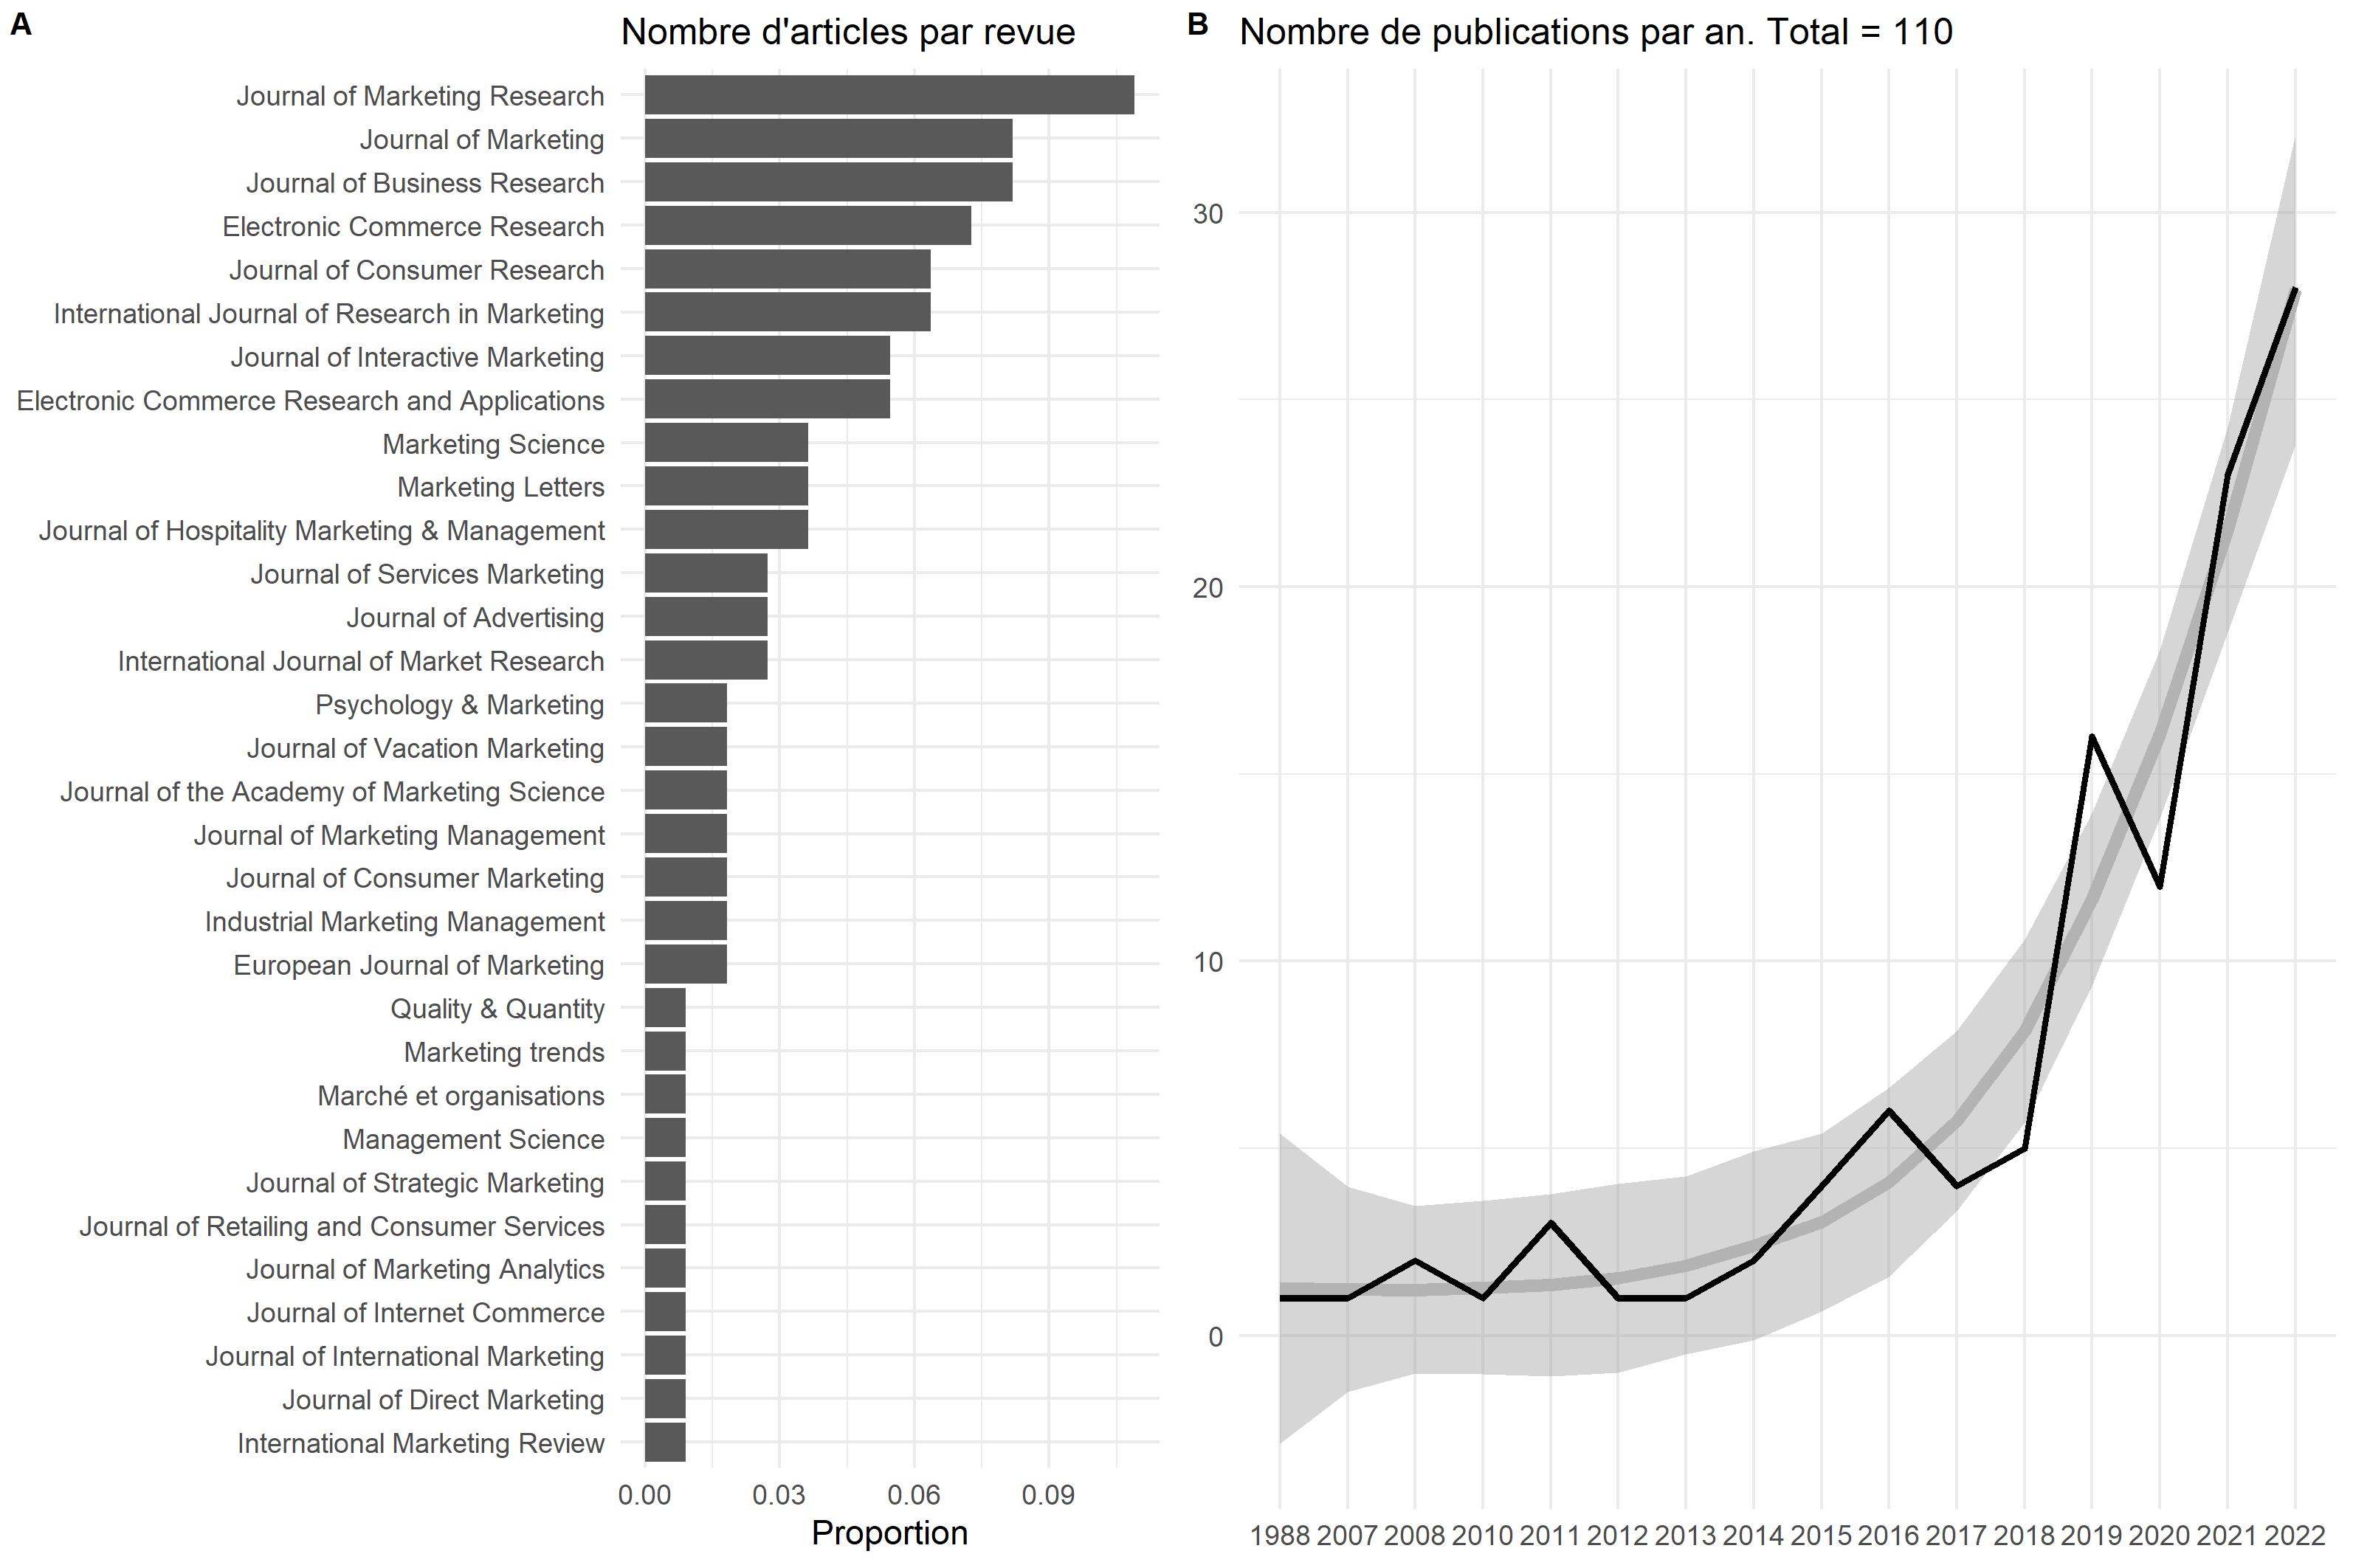 A
Nombre d'articles par revue
Journal of Marketing Research
Journal of Marketing
Journal of Business Research
Electronic Commerce Research
Journal of Consumer Research
International Journal of Research in Marketing
Journal of Interactive Marketing
Electronic Commerce Research and Applications
Marketing Science
Marketing Letters
Journal of Hospitality Marketing & Management
Journal of Services Marketing
Journal of Advertising
International Journal of Market Research
Psychology & Marketing
Journal of Vacation Marketing
Journal of the Academy of Marketing Science
Journal of Marketing Management
Journal of Consumer Marketing
Industrial Marketing Management
European Journal of Marketing
Quality & Quantity
Marketing trends
Marché et organisations
Management Science
Journal of Strategic Marketing
Journal of Retailing and Consumer Services
Journal of Marketing Analytics
Journal of Internet Commerce
Journal of International Marketing
Journal of Direct Marketing
International Marketing Review
0.00 0.03 0.06 0.09
Proportion
B
Nombre de publications par an. Total = 110
30
20
10
0
1988 2007 2008 2010 2011 2012 2013 2014 2015 2016 2017 2018 2019 2020 2021 2022